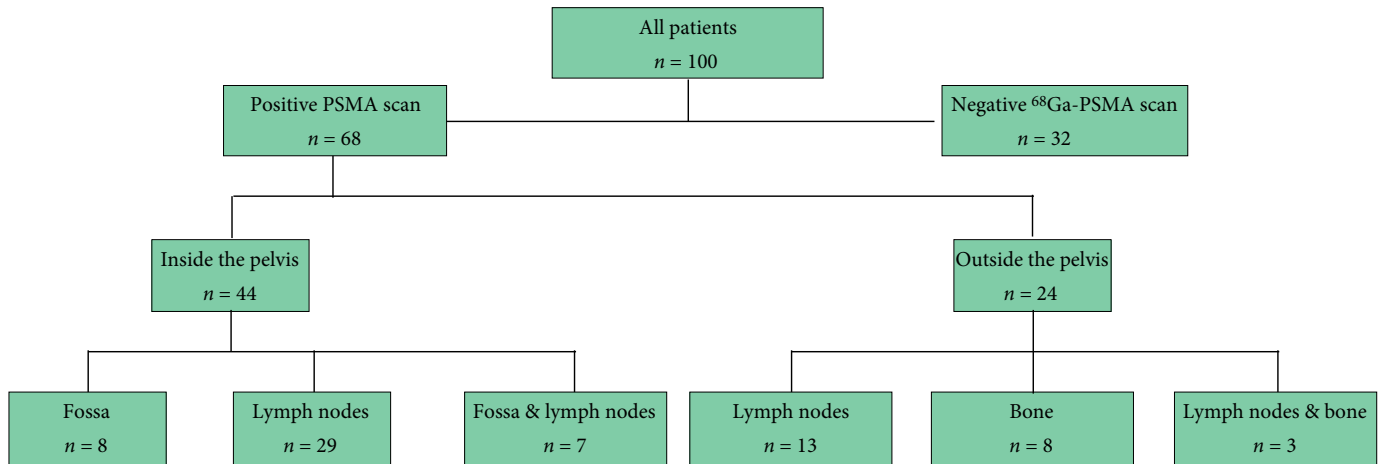 All patients
n = 100
Positive PSMA scan
n = 68
Negative ⁶⁸Ga-PSMA scan
n = 32
Inside the pelvis
n = 44
Outside the pelvis
n = 24
Fossa
n = 8
Lymph nodes
n = 29
Fossa & lymph nodes
n = 7
Lymph nodes
n = 13
Bone
n = 8
Lymph nodes & bone
n = 3